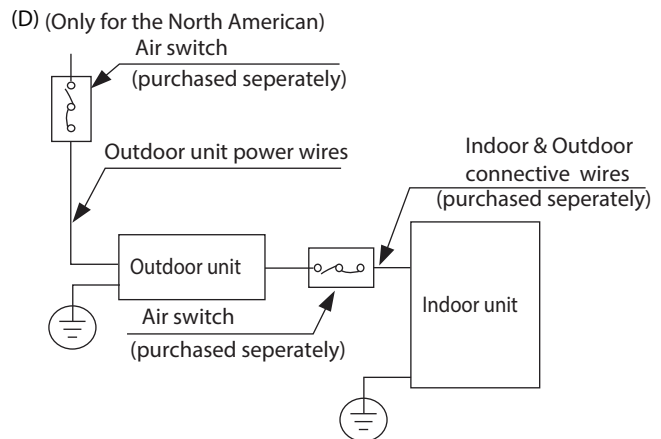 (D) (Only for the North American)
Air switch
(purchased seperately)
Outdoor unit power wires
Indoor & Outdoor
connective wires
(purchased seperately)
Outdoor unit
Air switch
(purchased seperately)
Indoor unit